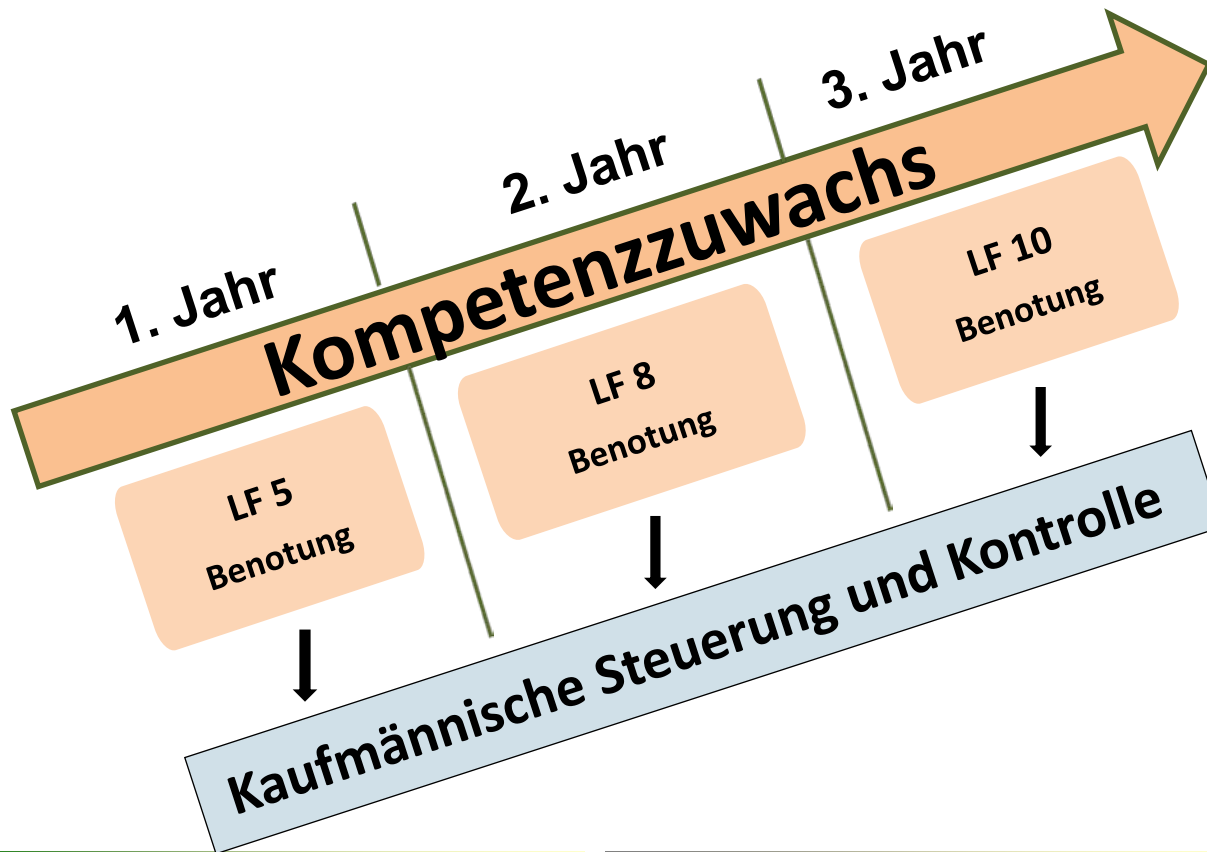 1. Jahr
2. Jahr
3. Jahr
Kompetenzzuwachs
LF 5
Benotung
LF 8
Benotung
LF 10
Benotung
Kaufmännische Steuerung und Kontrolle